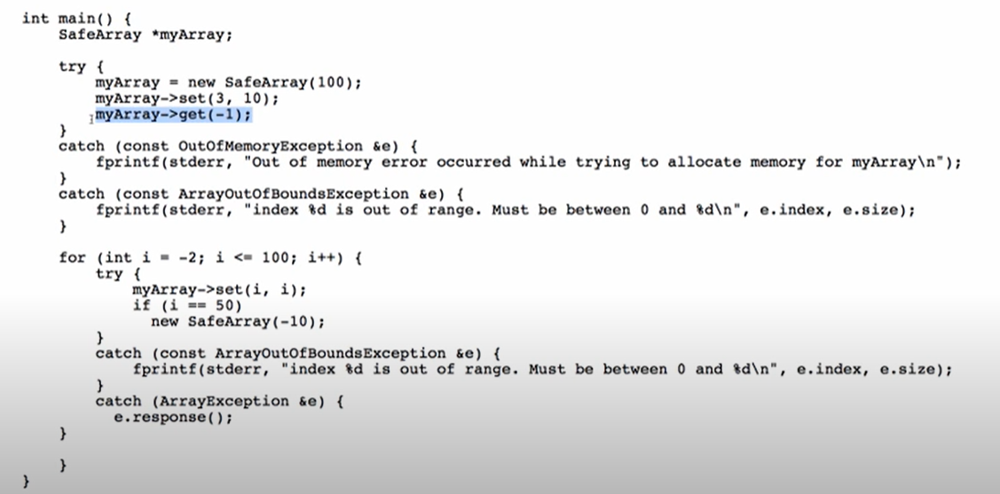 int main() {
    SafeArray *myArray;

    try {
        myArray = new SafeArray(100);
        myArray->set(3, 10);
        myArray->get(-1);
    }
    catch (const OutOfMemoryException &e) {
        fprintf(stderr, "Out of memory error occurred while trying to allocate memory for myArray\n");
    }
    catch (const ArrayOutOfBoundsException &e) {
        fprintf(stderr, "index %d is out of range. Must be between 0 and %d\n", e.index, e.size);
    }

    for (int i = -2; i <= 100; i++) {
        try {
            myArray->set(i, i);
            if (i == 50)
              new SafeArray(-10);
        }
        catch (const ArrayOutOfBoundsException &e) {
            fprintf(stderr, "index %d is out of range. Must be between 0 and %d\n", e.index, e.size);
        }
        catch (ArrayException &e) {
          e.response();
    }

    }
}